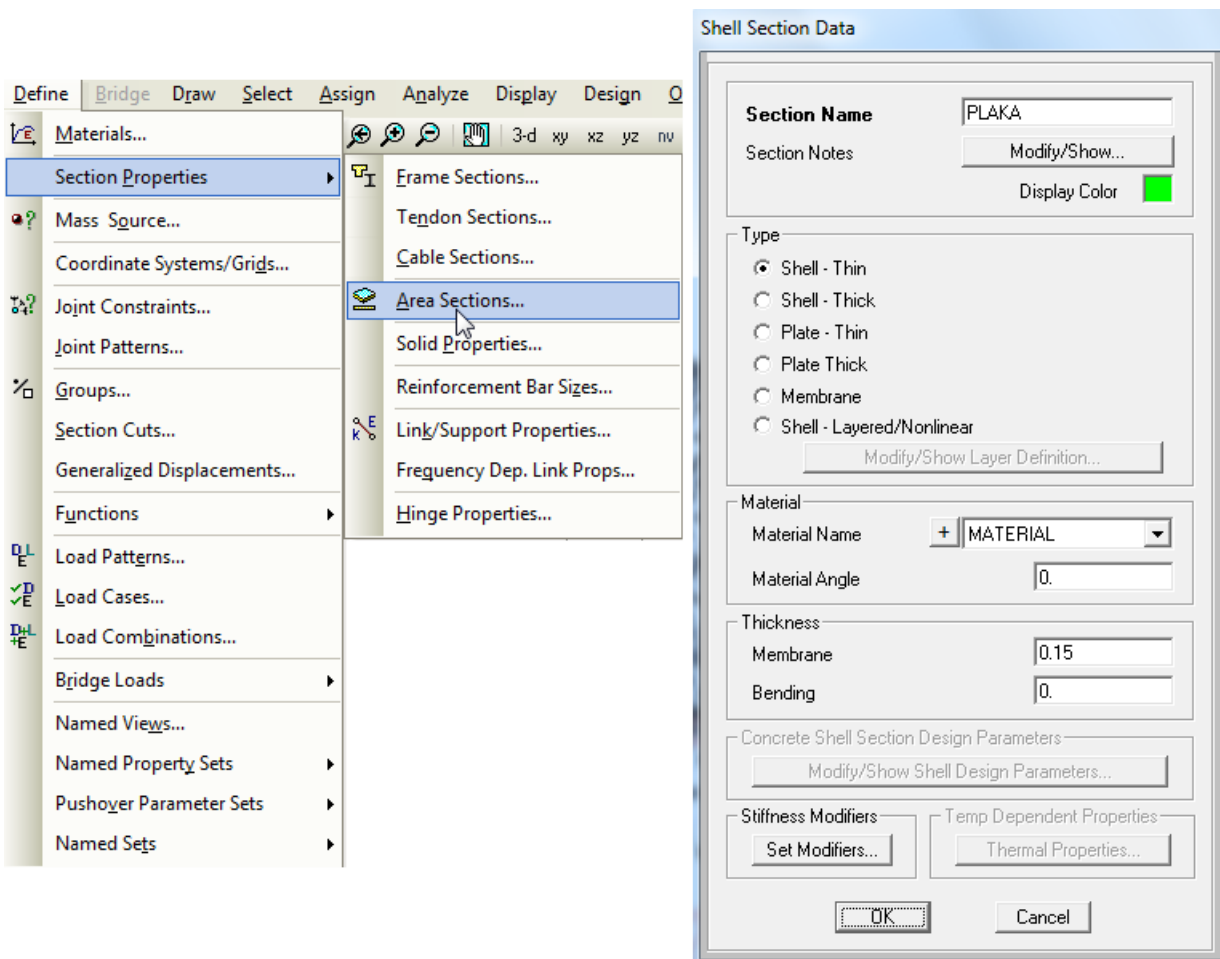 Define Bridge Draw Select Assign Analyze Display Design O
Materials...
Section Properties
Mass Source...
Coordinate Systems/Grids...
Joint Constraints...
Joint Patterns...
Groups...
Section Cuts...
Generalized Displacements...
Functions
Load Patterns...
Load Cases...
Load Combinations...
Bridge Loads
Named Views...
Named Property Sets
Pushover Parameter Sets
Named Sets
3-d xy xz yz nv
Frame Sections...
Tendon Sections...
Cable Sections...
Area Sections...
Solid Properties...
Reinforcement Bar Sizes...
Link/Support Properties...
Frequency Dep. Link Props...
Hinge Properties...
Shell Section Data
Section Name PLAKA
Section Notes Modify/Show...
Display Color
Type
Shell - Thin
Shell - Thick
Plate - Thin
Plate Thick
Membrane
Shell - Layered/Nonlinear
Modify/Show Layer Definition...
Material
Material Name + MATERIAL
Material Angle 0.
Thickness
Membrane 0.15
Bending 0.
Concrete Shell Section Design Parameters
Modify/Show Shell Design Parameters...
Stiffness Modifiers
Set Modifiers...
Temp Dependent Properties
Thermal Properties...
OK Cancel